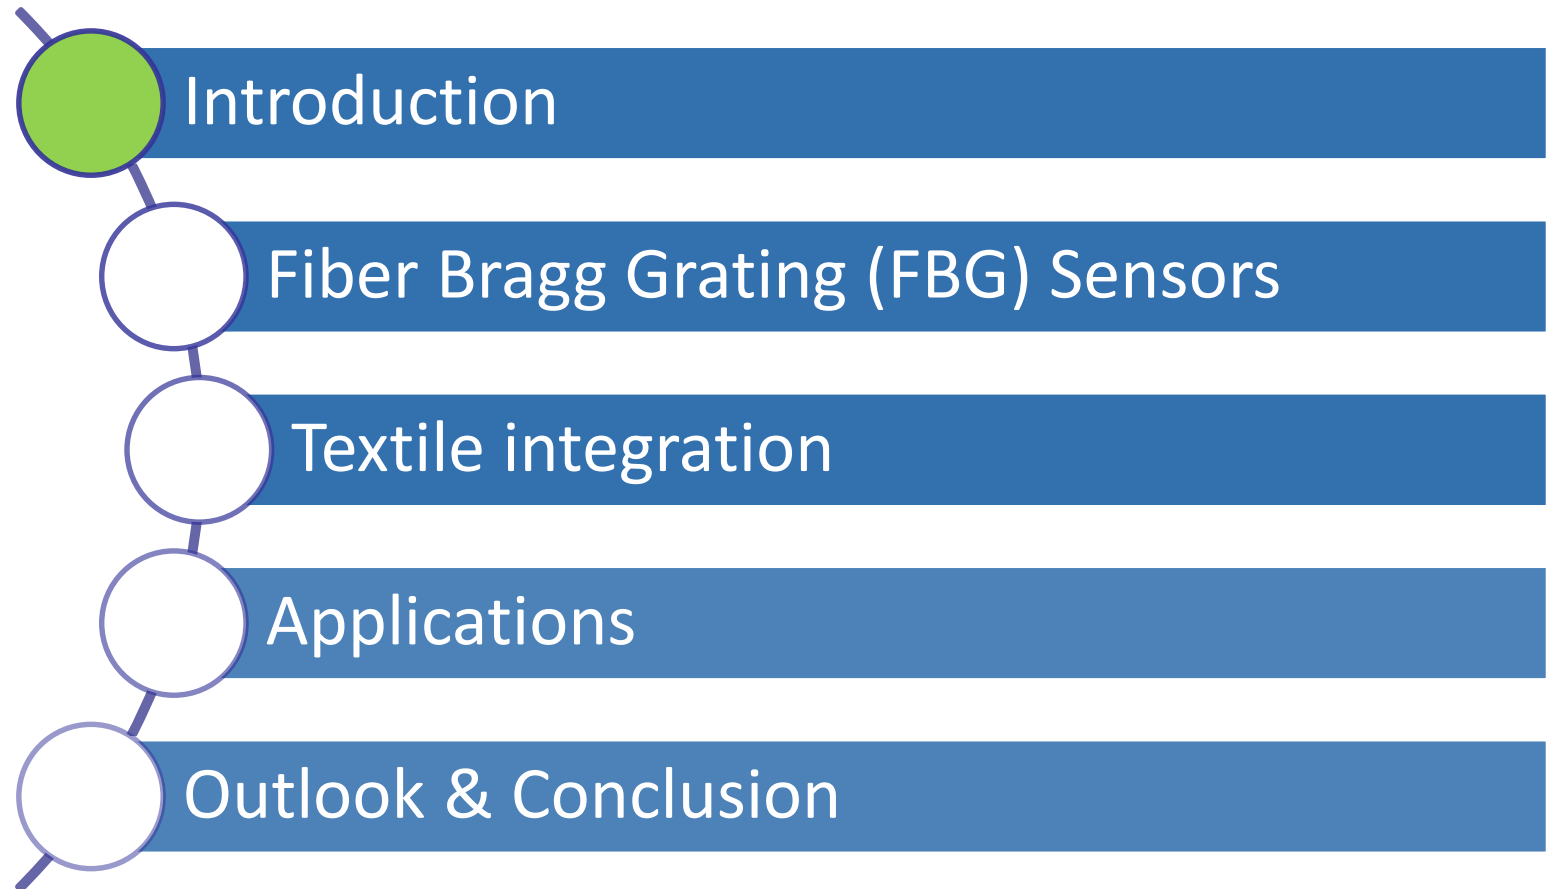 Introduction
Fiber Bragg Grating (FBG) Sensors
Textile integration
Applications
Outlook & Conclusion